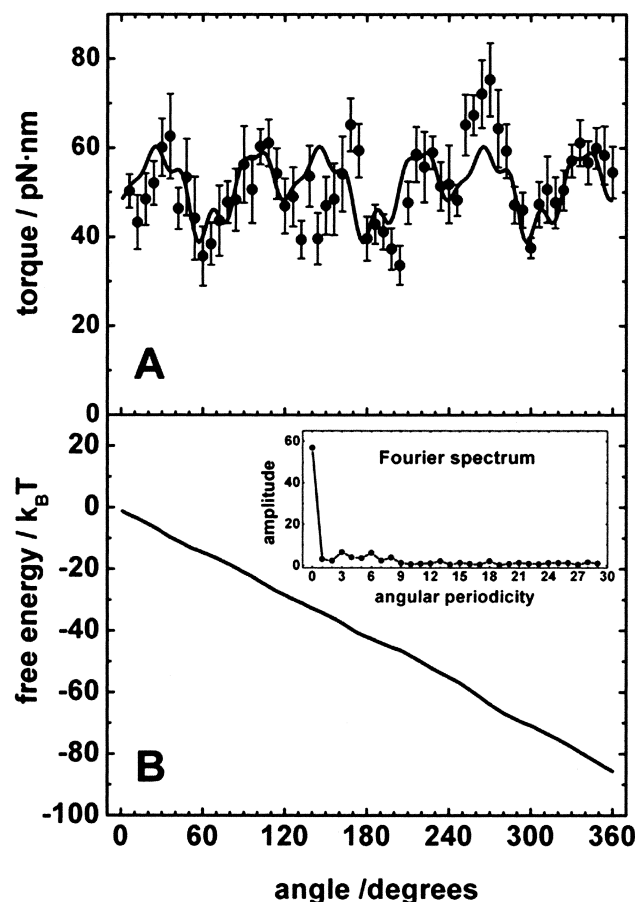 80
60
40
20
0
torque / pN·nm
A
20
0
-20
-40
-60
-80
-100
free energy / kBT
B
Fourier spectrum
60
40
20
0
amplitude
0 3 6 9 12 15 18 21 24 27 30
angular periodicity
0 60 120 180 240 300 360
angle /degrees